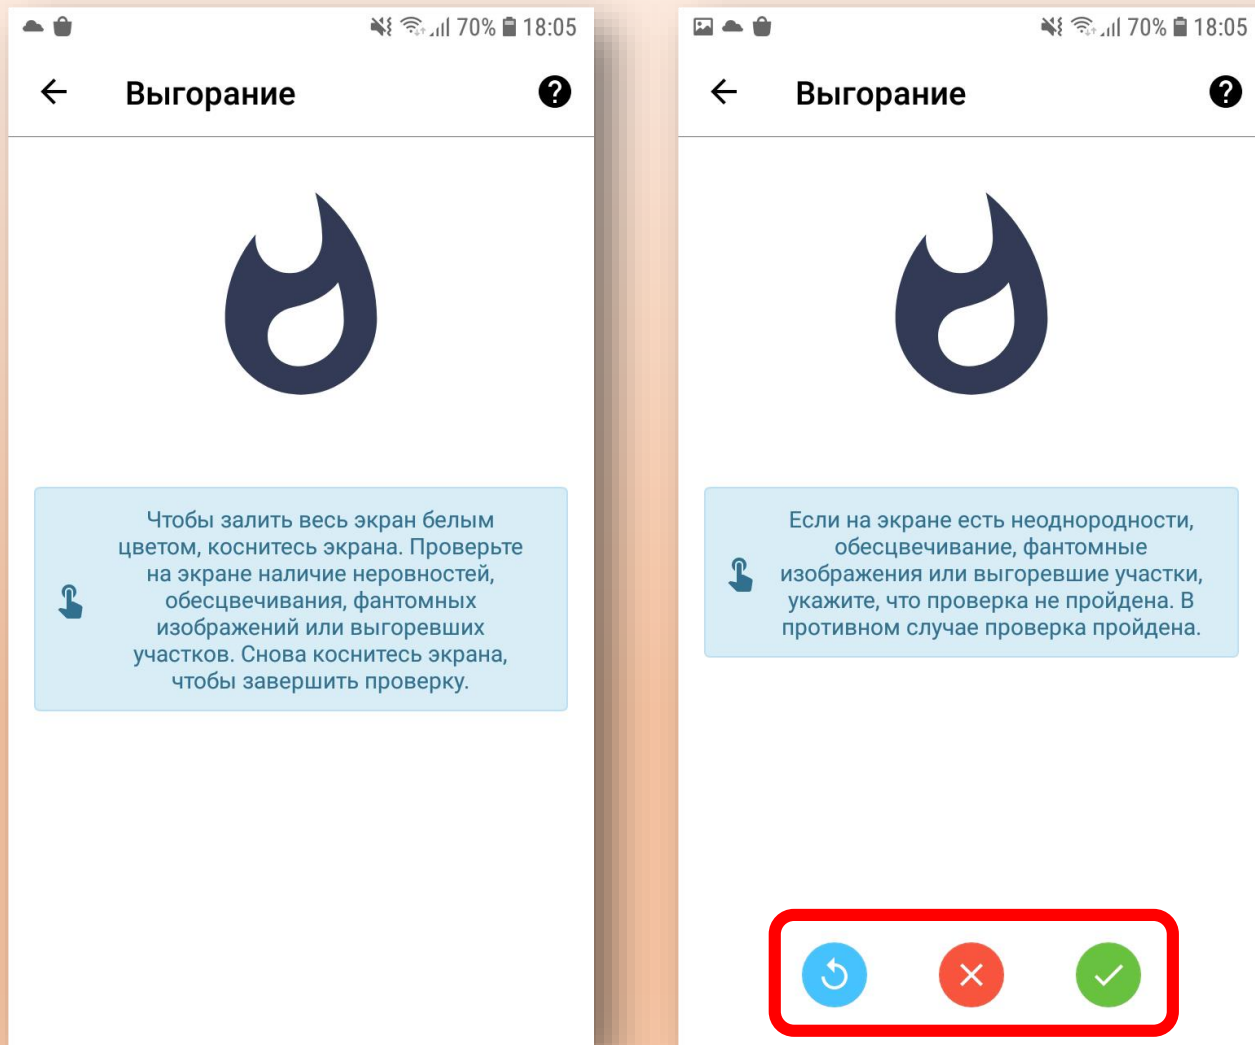 70% 18:05
Выгорание
Чтобы залить весь экран белым
цветом, коснитесь экрана. Проверьте
на экране наличие неровностей,
обесцвечивания, фантомных
изображений или выгоревших
участков. Снова коснитесь экрана,
чтобы завершить проверку.
70% 18:05
Выгорание
Если на экране есть неоднородности,
обесцвечивание, фантомные
изображения или выгоревшие участки,
укажите, что проверка не пройдена. В
противном случае проверка пройдена.